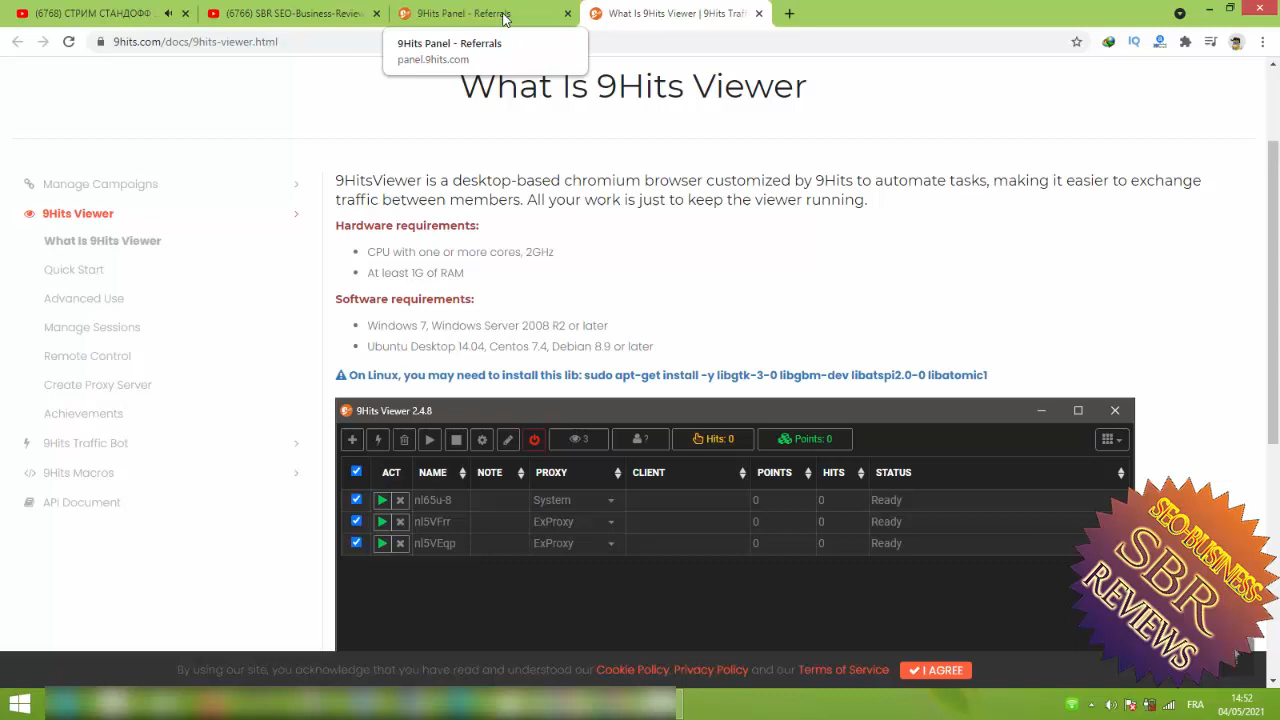 (6768) СТРИМ СТАНДОФФ
(6766) SBR SEO-Business-Review
9Hits Panel - Referrals
What Is 9Hits Viewer | 9Hits Traf
9hits.com/docs/9hits-viewer.html
9Hits Panel - Referrals
panel.9hits.com
What Is 9Hits Viewer
Manage Campaigns
9Hits Viewer
What Is 9Hits Viewer
Quick Start
Advanced Use
Manage Sessions
Remote Control
Create Proxy Server
Achievements
9Hits Traffic Bot
9Hits Macros
API Document
9HitsViewer is a desktop-based chromium browser customized by 9Hits to automate tasks, making it easier to exchange
traffic between members. All your work is just to keep the viewer running.
Hardware requirements:
CPU with one or more cores, 2GHz
At least 1G of RAM
Software requirements:
Windows 7, Windows Server 2008 R2 or later
Ubuntu Desktop 14.04, Centos 7.4, Debian 8.9 or later
On Linux, you may need to install this lib: sudo apt-get install -y libgtk-3-0 libgbm-dev libatspi2.0-0 libatomic1
9Hits Viewer 2.4.8
3 ? Hits: 0 Points: 0
ACT NAME NOTE PROXY CLIENT POINTS HITS STATUS
nl65u-8 System 0 0 Ready
nl5VFrr ExProxy 0 0 Ready
nl5VEqp ExProxy 0 0 Ready
SEO-BUSINESS-
SBR
REVIEWS
By using our site, you acknowledge that you have read and understood our Cookie Policy, Privacy Policy and our Terms of Service
I AGREE
FRA
14:52
04/05/2021